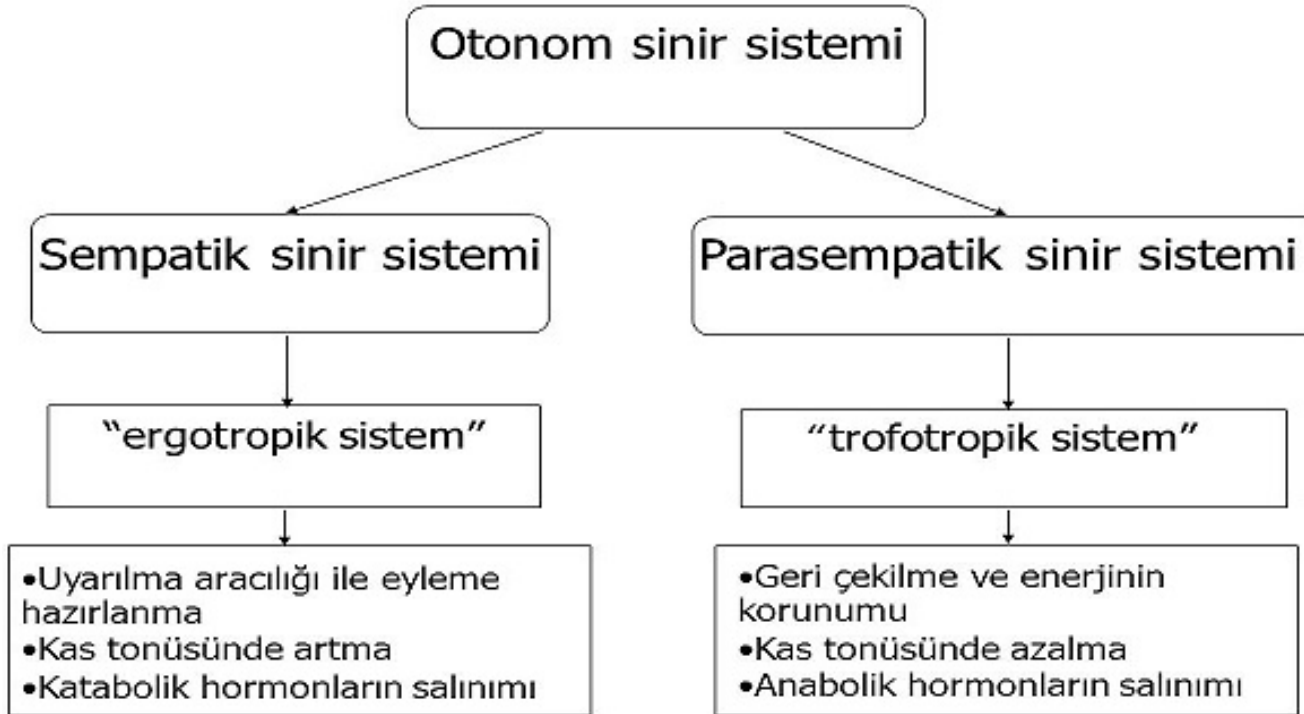 Otonom sinir sistemi
Sempatik sinir sistemi
Parasempatik sinir sistemi
“ergotropik sistem”
“trofotropik sistem”
•Uyarılma aracılığı ile eyleme
hazırlanma
•Kas tonüsünde artma
•Katabolik hormonların salınımı
•Geri çekilme ve enerjinin
korunumu
•Kas tonüsünde azalma
•Anabolik hormonların salınımı